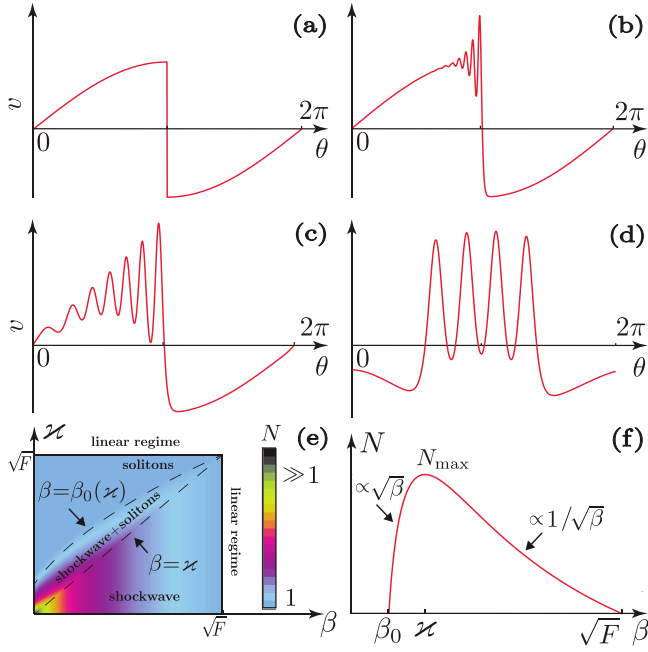 (a)
v
0
2π
θ
(b)
0
2π
θ
(c)
v
0
2π
θ
(d)
0
2π
θ
ϰ
linear regime
N
(e)
√F
solitons
≫1
β=β₀(ϰ)
shockwave+solitons
β=ϰ
linear regime
shockwave
1
√F
β
N
(f)
Nmax
∝√β
∝1/√β
β₀
ϰ
√F
β